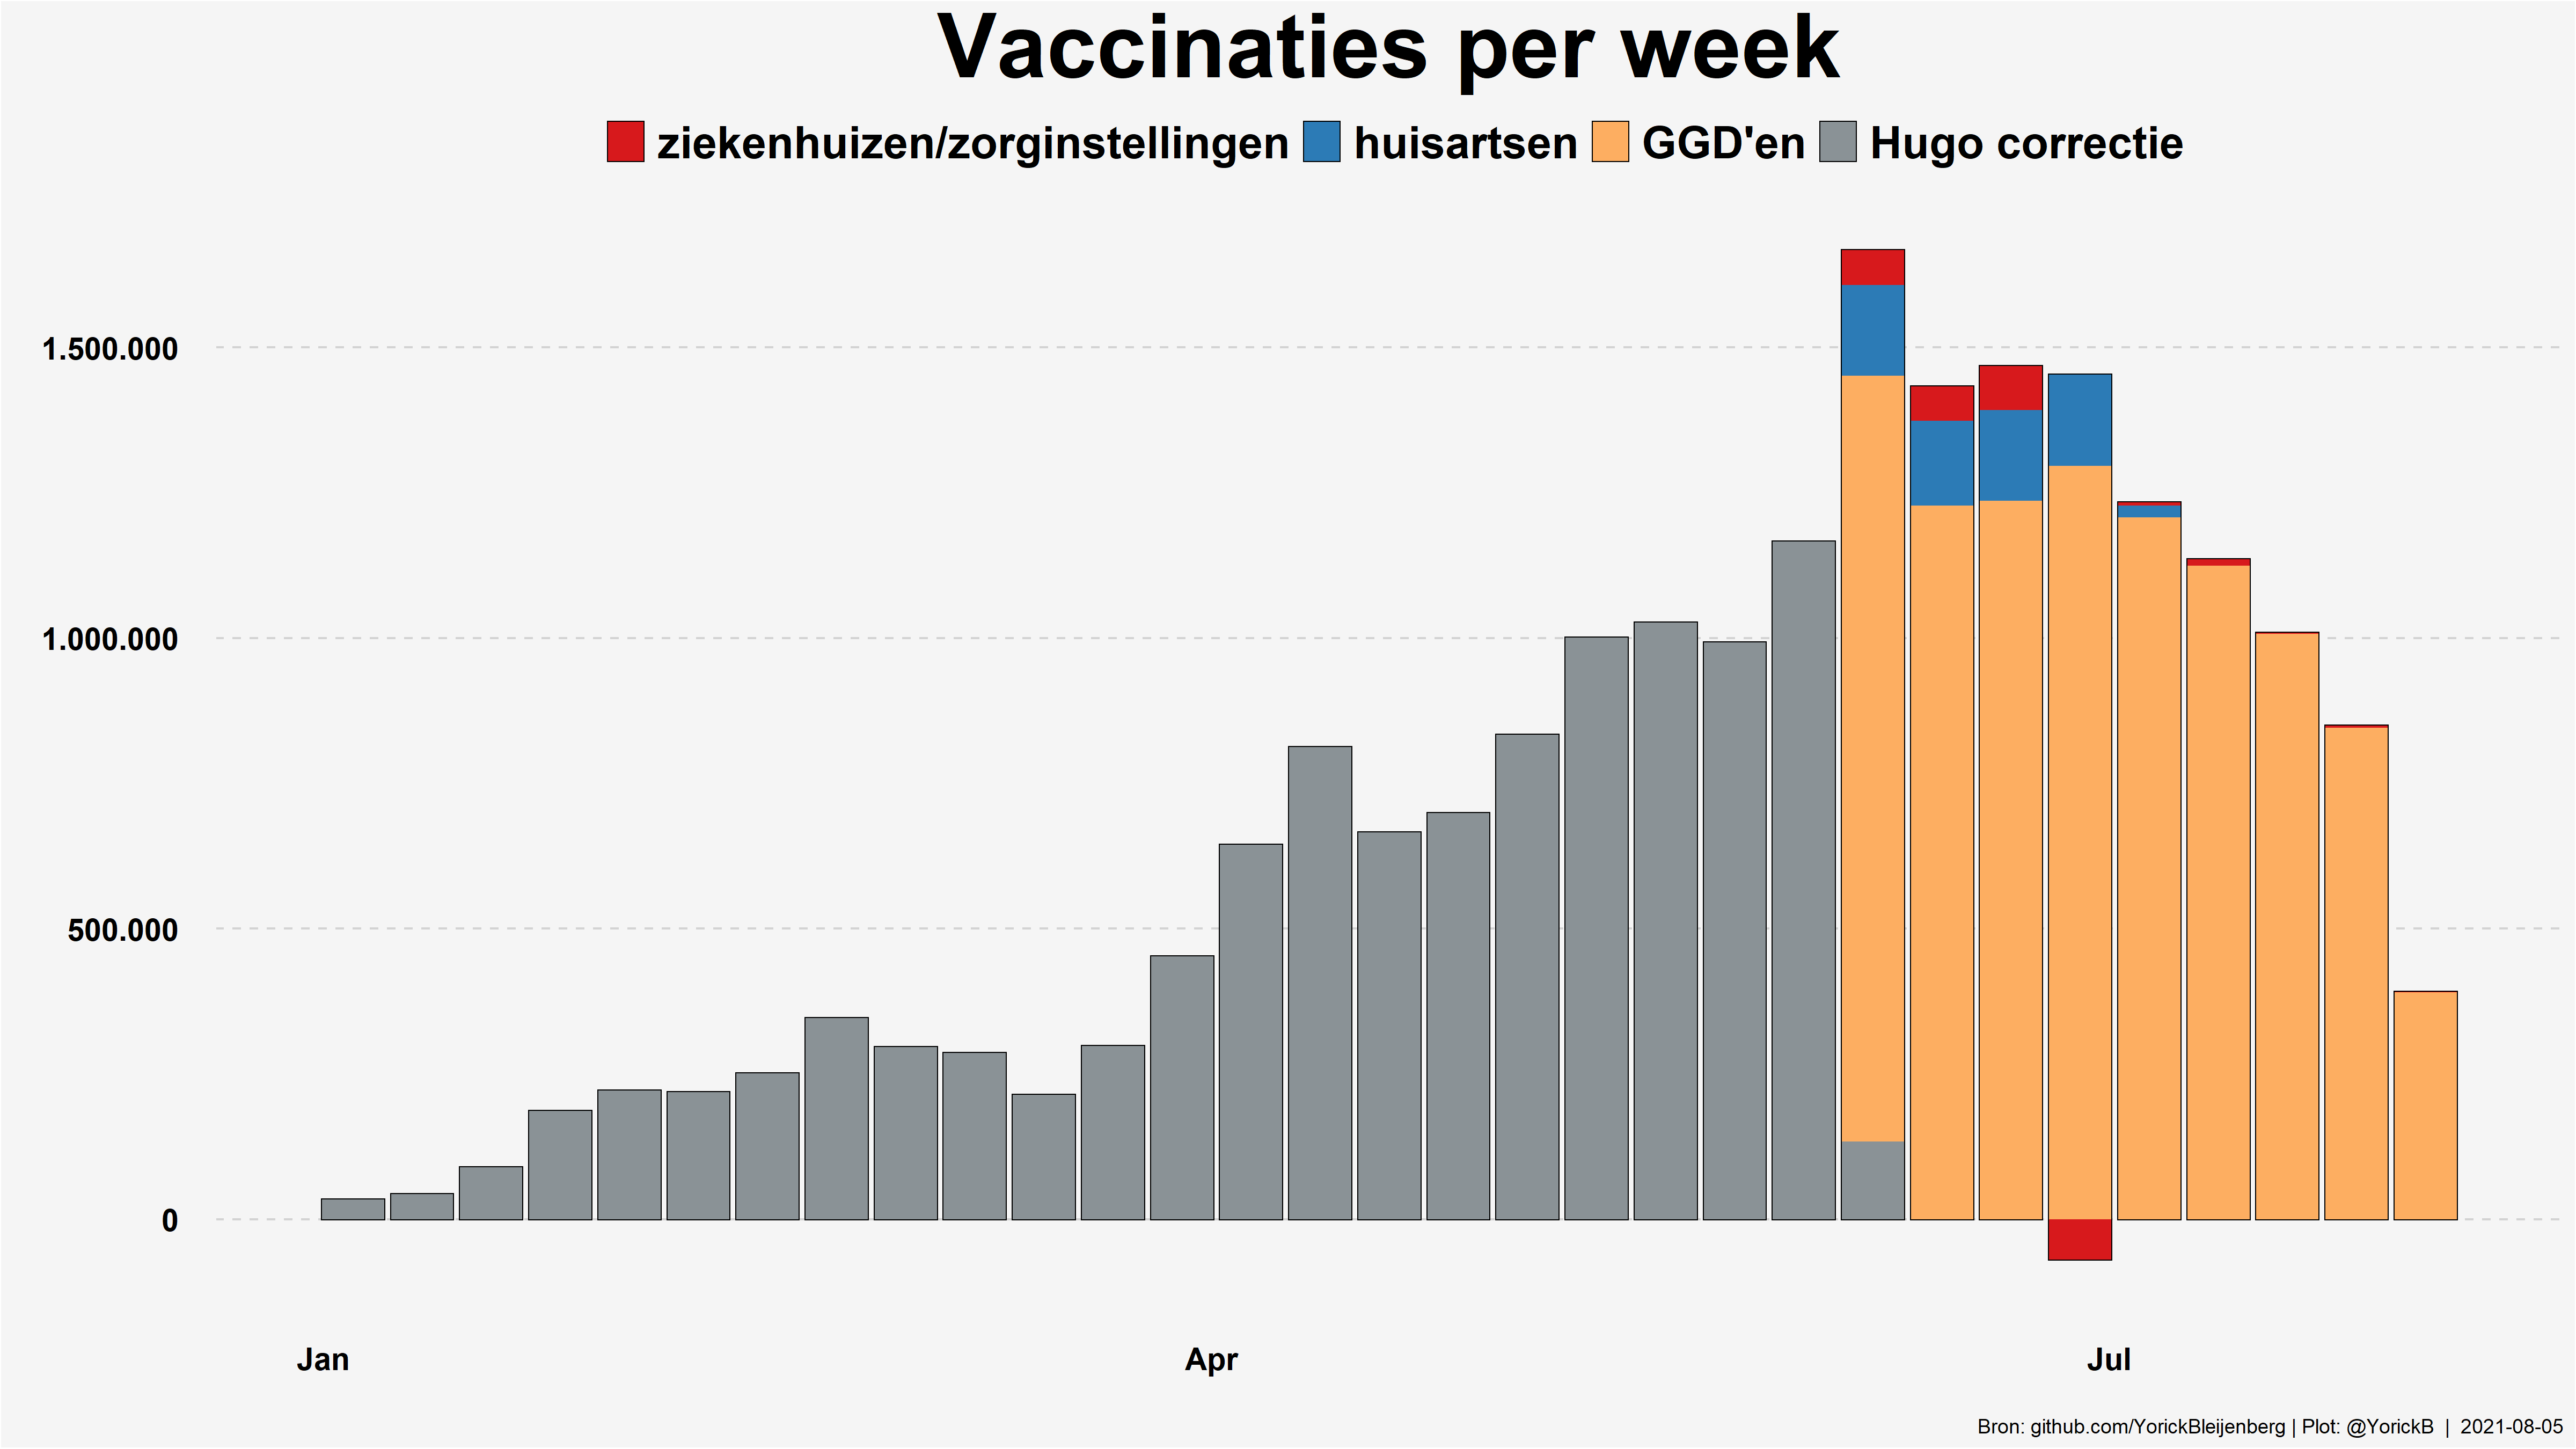 Vaccinaties per week
ziekenhuizen/zorginstellingen huisartsen GGD'en Hugo correctie
1.500.000
1.000.000
500.000
0
Jan Apr Jul
Bron: github.com/YorickBleijenberg | Plot: @YorickB | 2021-08-05